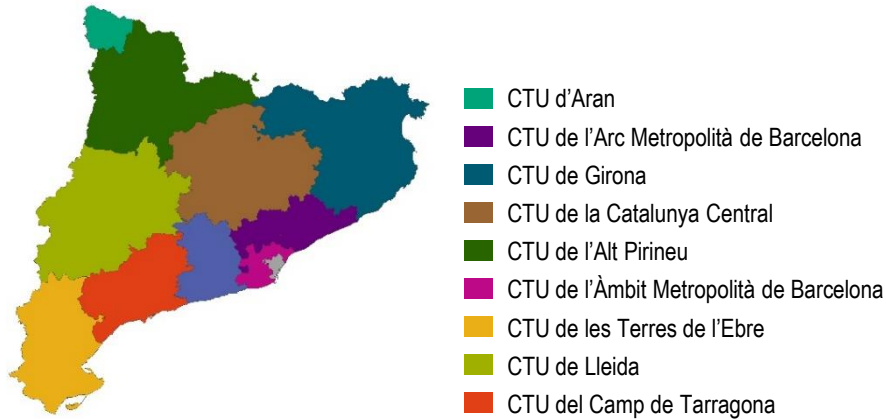 CTU d’Aran
CTU de l’Arc Metropolità de Barcelona
CTU de Girona
CTU de la Catalunya Central
CTU de l’Alt Pirineu
CTU de l’Àmbit Metropolità de Barcelona
CTU de les Terres de l’Ebre
CTU de Lleida
CTU del Camp de Tarragona